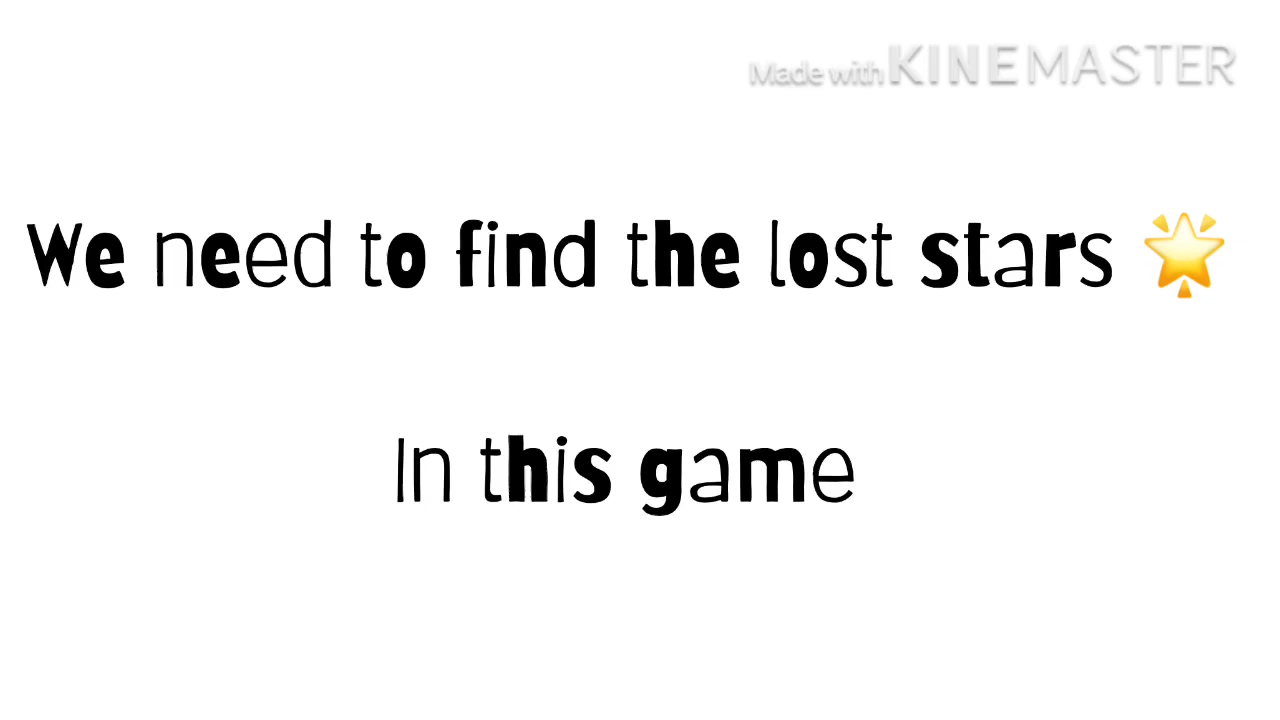 Made with KINEMASTER
We need to find the lost stars 🌟
In this game